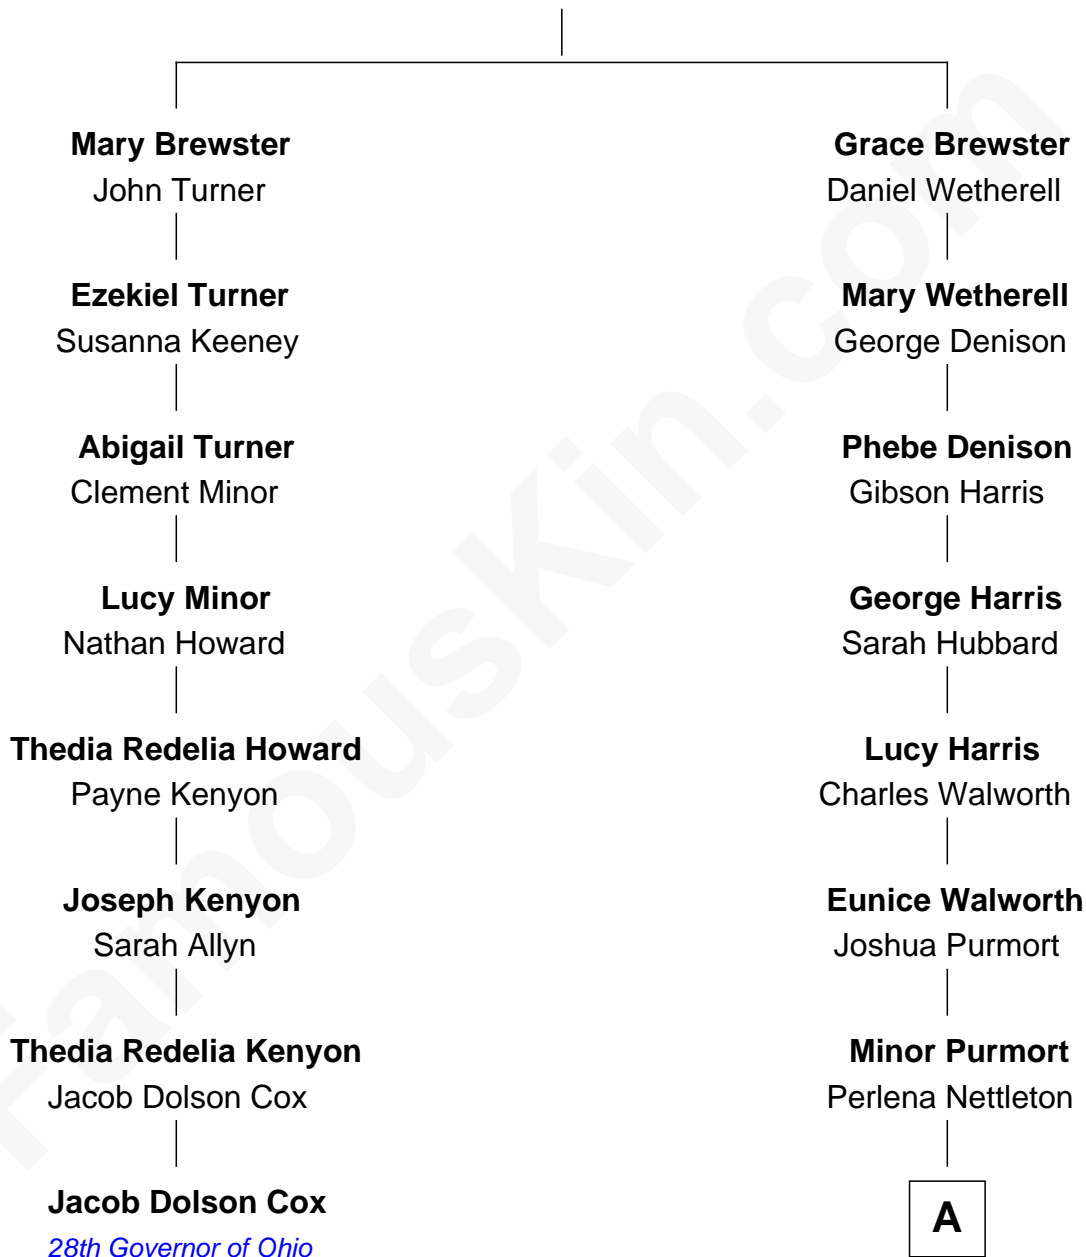 Mary Brewster
John Turner
Ezekiel Turner
Susanna Keeney
Abigail Turner
Clement Minor
Lucy Minor
Nathan Howard
Thedia Redelia Howard
Payne Kenyon
Joseph Kenyon
Sarah Allyn
Thedia Redelia Kenyon
Jacob Dolson Cox
Jacob Dolson Cox
28th Governor of Ohio
Grace Brewster
Daniel Wetherell
Mary Wetherell
George Denison
Phebe Denison
Gibson Harris
George Harris
Sarah Hubbard
Lucy Harris
Charles Walworth
Eunice Walworth
Joshua Purmort
Minor Purmort
Perlena Nettleton
A
FamousKin.com